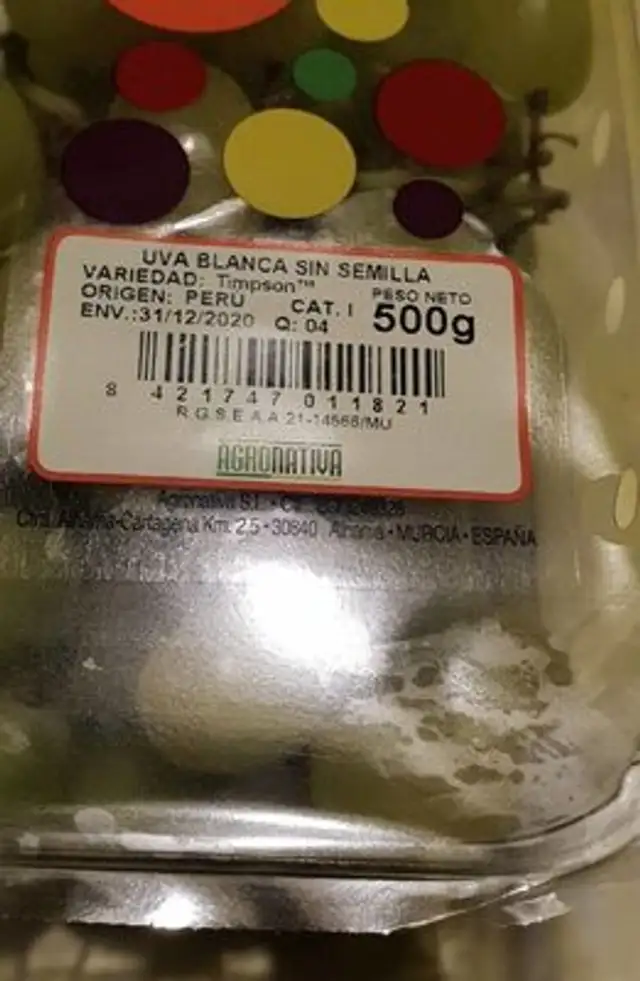 UVA BLANCA SIN SEMILLA
VARIEDAD: Timpson™
ORIGEN: PERU CAT. I PESO NETO
ENV.:31/12/2020 Q: 04 500g
8 421747 011821
R.G.S.E.A.A 21-14566/MU
AGRONATIVA
Agronativa S.L.
Ctra. Alhama-Cartagena Km. 2,5 • 30840 Alhama • MURCIA • ESPAÑA